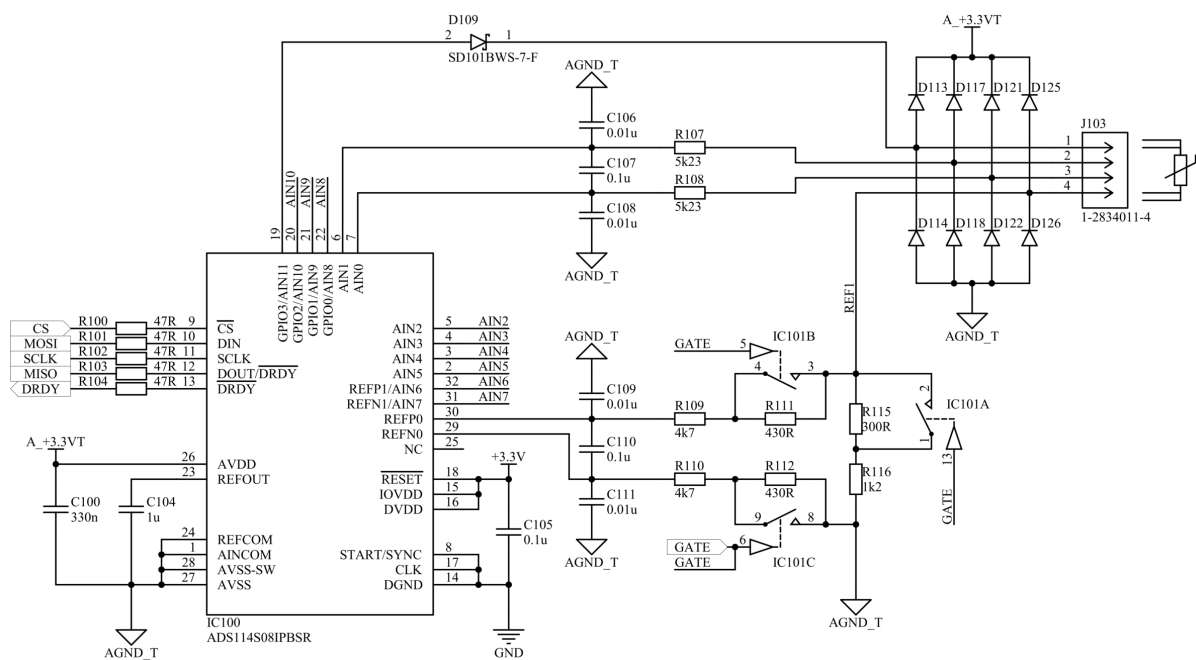 D109
2
1
SD101BWS-7-F
A_+3.3VT
AGND_T
D113
D117
D121
D125
C106
0.01u
J103
R107
5k23
1
2
3
4
C107
0.1u
R108
5k23
C108
0.01u
1-2834011-4
AIN10
AIN9
AIN8
19
20
21
22
6
7
D114
D118
D122
D126
AGND_T
GPIO3/AIN11
GPIO2/AIN10
GPIO1/AIN9
GPIO0/AIN8
AIN1
AIN0
REF1
AGND_T
CS
R100
47R
9
CS
MOSI
R101
47R
10
DIN
SCLK
R102
47R
11
SCLK
MISO
R103
47R
12
DOUT/DRDY
DRDY
R104
47R
13
DRDY
AIN2
5
AIN2
AIN3
4
AIN3
AIN4
3
AIN4
AIN5
2
AIN5
REFP1/AIN6
32
AIN6
REFN1/AIN7
31
AIN7
REFP0
30
REFN0
29
NC
25
AGND_T
C109
0.01u
C110
0.1u
C111
0.01u
AGND_T
GATE
5
IC101B
4
3
R109
4k7
R111
430R
R110
4k7
R112
430R
9
8
GATE
6
GATE
IC101C
R115
300R
R116
1k2
2
IC101A
1
13
GATE
AGND_T
A_+3.3VT
26
AVDD
23
REFOUT
C100
330n
C104
1u
24
REFCOM
1
AINCOM
28
AVSS-SW
27
AVSS
+3.3V
RESET
18
IOVDD
15
DVDD
16
C105
0.1u
START/SYNC
8
CLK
17
DGND
14
IC100
ADS114S08IPBSR
AGND_T
GND